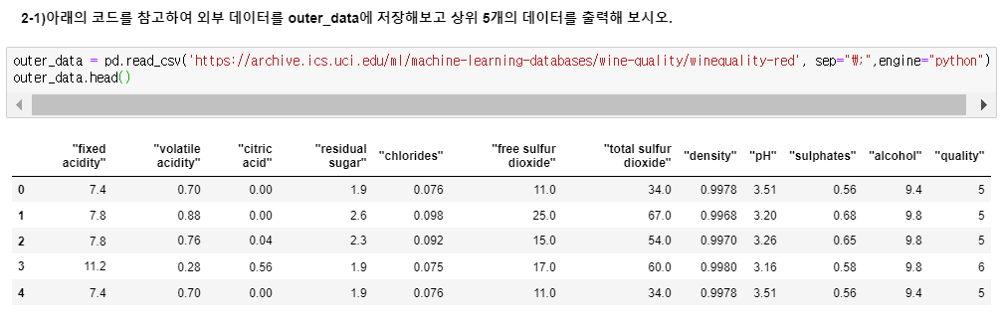 2-1)아래의 코드를 참고하여 외부 데이터를 outer_data에 저장해보고 상위 5개의 데이터를 출력해 보시오.
outer_data = pd.read_csv('https://archive.ics.uci.edu/ml/machine-learning-databases/wine-quality/winequality-red', sep="₩;",engine="python")
outer_data.head()
"fixed acidity" "volatile acidity" "citric acid" "residual sugar" "chlorides" "free sulfur dioxide" "total sulfur dioxide" "density" "pH" "sulphates" "alcohol" "quality"
0 7.4 0.70 0.00 1.9 0.076 11.0 34.0 0.9978 3.51 0.56 9.4 5
1 7.8 0.88 0.00 2.6 0.098 25.0 67.0 0.9968 3.20 0.68 9.8 5
2 7.8 0.76 0.04 2.3 0.092 15.0 54.0 0.9970 3.26 0.65 9.8 5
3 11.2 0.28 0.56 1.9 0.075 17.0 60.0 0.9980 3.16 0.58 9.8 6
4 7.4 0.70 0.00 1.9 0.076 11.0 34.0 0.9978 3.51 0.56 9.4 5